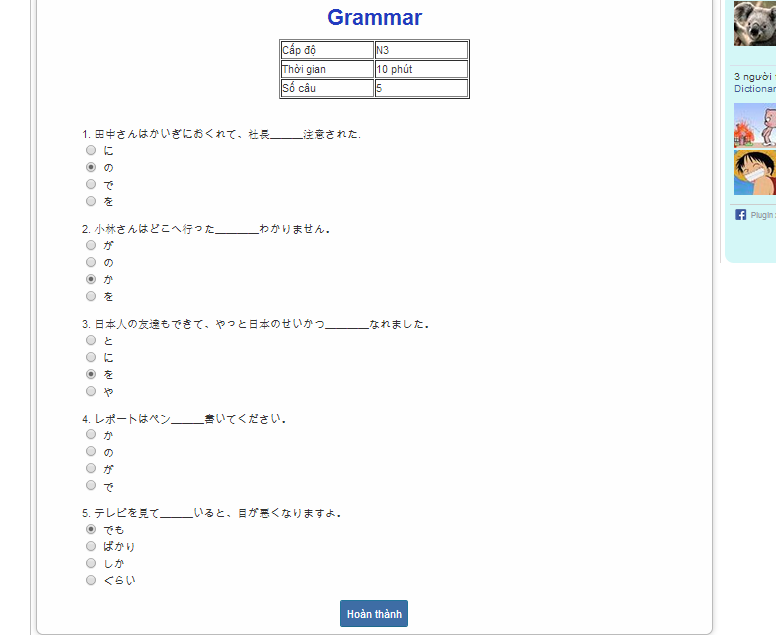 Grammar
Cấp độ N3
Thời gian 10 phút
Số câu 5
1. 田中さんはかいぎにおくれて、社長______注意された.
に
の
で
を
2. 小林さんはどこへ行った________わかりません。
が
の
か
を
3. 日本人の友達もできて、やっと日本のせいかつ________なれました。
と
に
を
や
4. レポートはペン______書いてください。
か
の
が
で
5. テレビを見て______いると、目が悪くなりますよ。
でも
ばかり
しか
ぐらい
Hoàn thành
3 người
Dictionar
Plugin